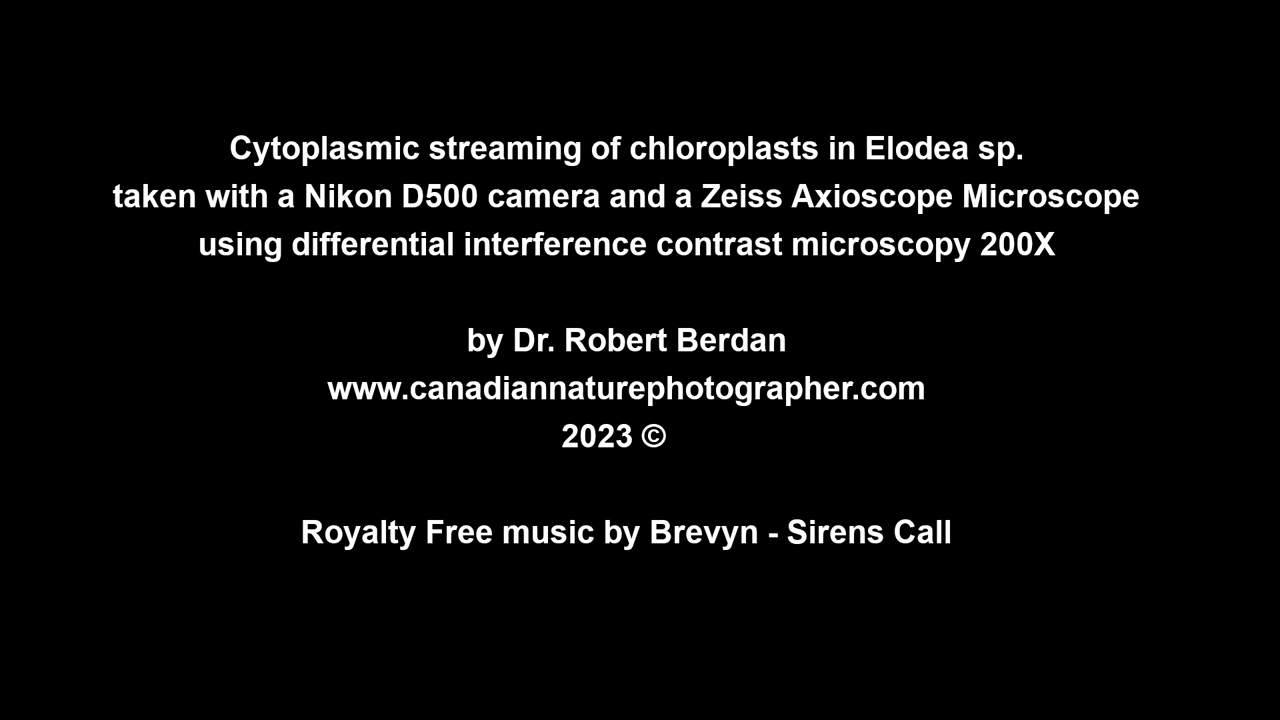 Cytoplasmic streaming of chloroplasts in Elodea sp.
taken with a Nikon D500 camera and a Zeiss Axioscope Microscope
using differential interference contrast microscopy 200X
by Dr. Robert Berdan
www.canadiannaturephotographer.com
2023 ©
Royalty Free music by Brevyn - Sirens Call